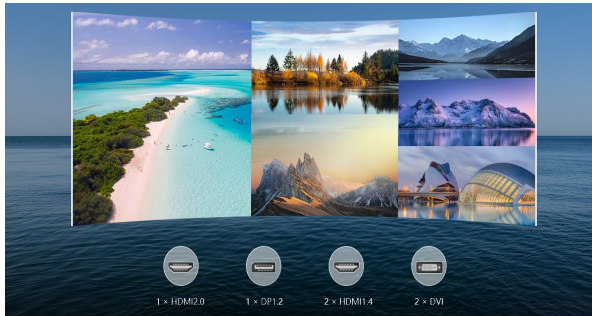 1 × HDMI2.0
1 × DP1.2
2 × HDMI1.4
2 × DVI